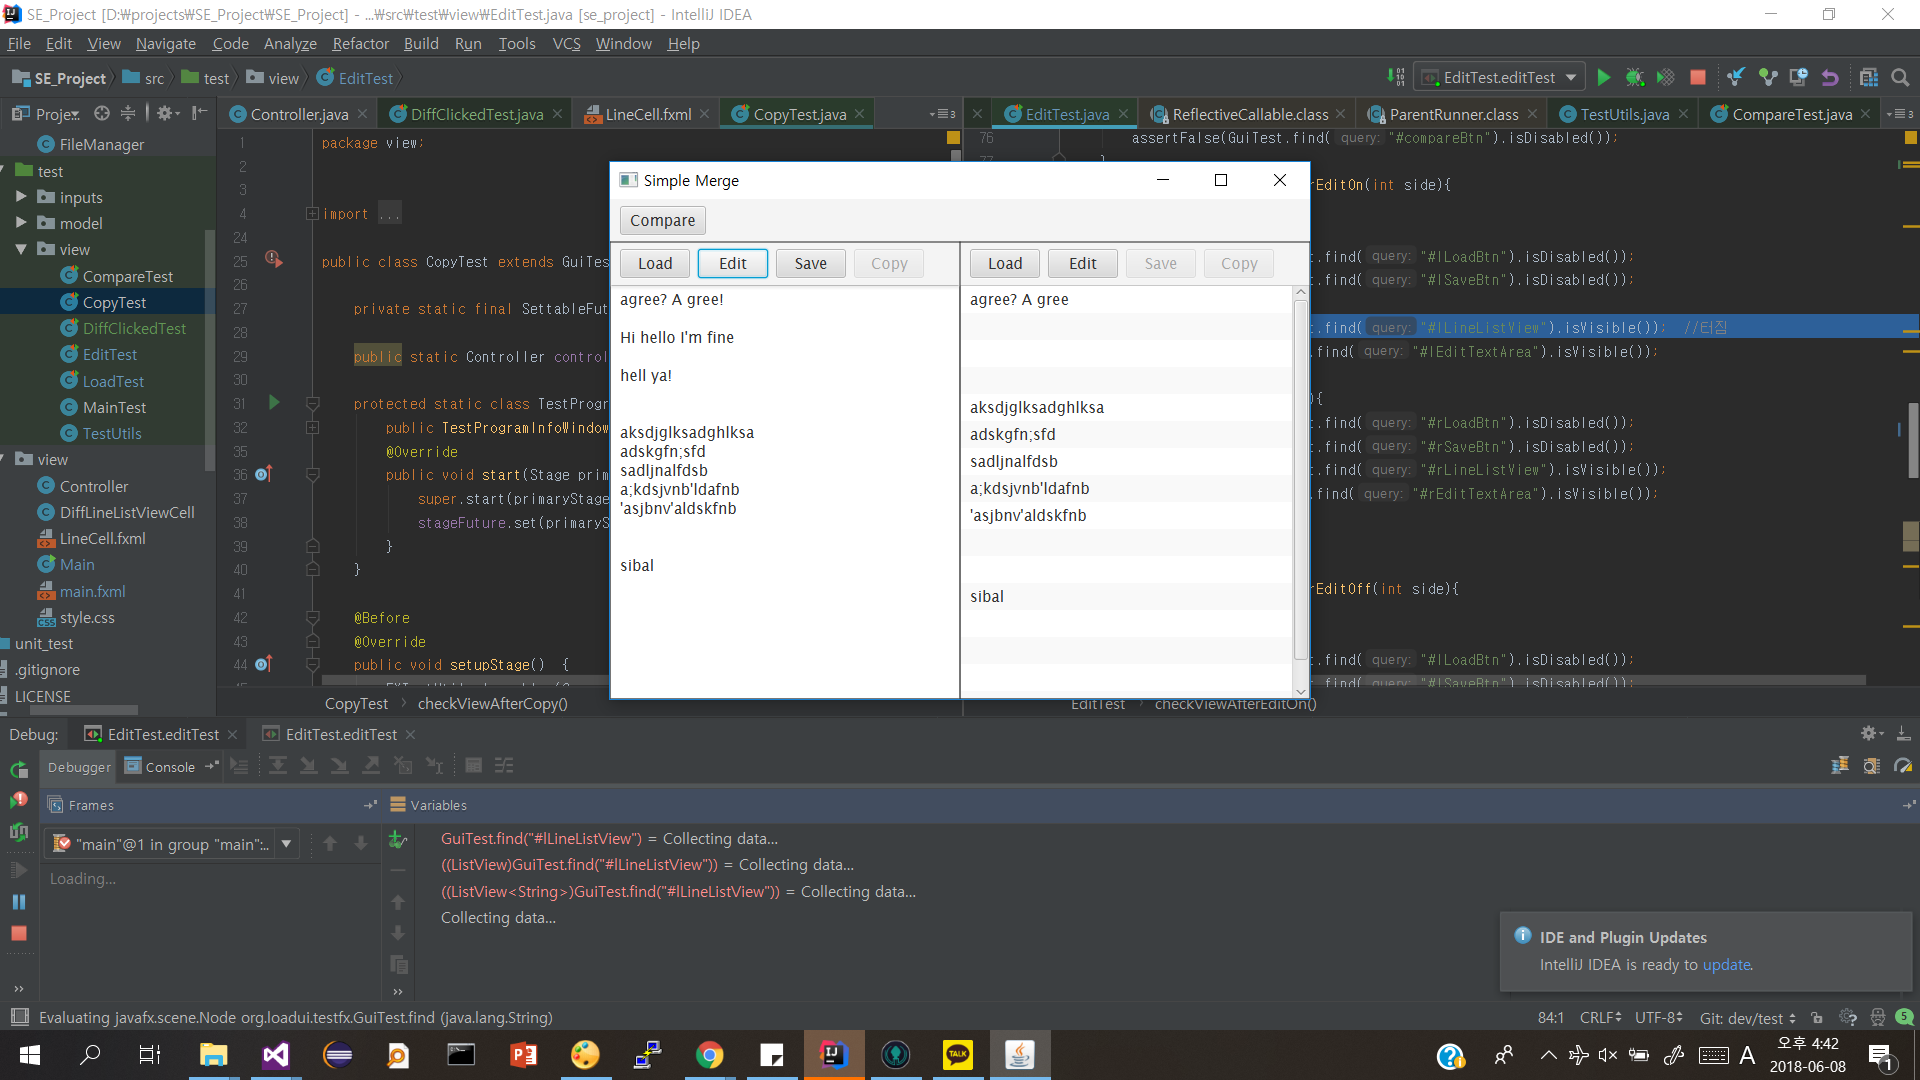 SE_Project [D:￦projects￦SE_Project￦SE_Project] - ...￦src￦test￦view￦EditTest.java [se_project] - IntelliJ IDEA
File Edit View Navigate Code Analyze Refactor Build Run Tools VCS Window Help
SE_Project src test view EditTest
EditTest.editTest
Proje..
Controller.java DiffClickedTest.java LineCell.fxml CopyTest.java
EditTest.java ReflectiveCallable.class ParentRunner.class TestUtils.java CompareTest.java
FileManager
test
inputs
model
view
CompareTest
CopyTest
DiffClickedTest
EditTest
LoadTest
MainTest
TestUtils
view
Controller
DiffLineListViewCell
LineCell.fxml
Main
main.fxml
style.css
unit_test
.gitignore
LICENSE
1 package view;
2
3
4 import ...
24
25 public class CopyTest extends GuiTes
26
27 private static final SettableFut
28
29 public static Controller control
30
31 protected static class TestProgr
32 public TestProgramInfoWindow
@Override
36 public void start(Stage prim
37 super.start(primaryStage
38 stageFuture.set(primaryS
39 }
40 }
41
42 @Before
43 @Override
44 public void setupStage() {
76 assertFalse(GuiTest.find( query: "#compareBtn").isDisabled());
77 }
rEditOn(int side){
t.find( query: "#lLoadBtn").isDisabled());
t.find( query: "#lSaveBtn").isDisabled());
t.find( query: "#lLineListView").isVisible()); //터짐
t.find( query: "#lEditTextArea").isVisible());
){
t.find( query: "#rLoadBtn").isDisabled());
t.find( query: "#rSaveBtn").isDisabled());
t.find( query: "#rLineListView").isVisible());
t.find( query: "#rEditTextArea").isVisible());
rEditOff(int side){
t.find( query: "#lLoadBtn").isDisabled());
t.find( query: "#lSaveBtn").isDisabled());
Simple Merge
Compare
Load Edit Save Copy
agree? A gree!
Hi hello I'm fine
hell ya!
aksdjglksadghlksa
adskgfn;sfd
sadljnalfdsb
a;kdsjvnb'ldafnb
'asjbnv'aldskfnb
sibal
Load Edit Save Copy
agree? A gree
aksdjglksadghlksa
adskgfn;sfd
sadljnalfdsb
a;kdsjvnb'ldafnb
'asjbnv'aldskfnb
sibal
CopyTest checkViewAfterCopy()
EditTest checkViewAfterEditOn()
Debug: EditTest.editTest EditTest.editTest
Debugger Console
Frames
Variables
"main"@1 in group "main":..
Loading...
GuiTest.find("#lLineListView") = Collecting data...
((ListView)GuiTest.find("#lLineListView")) = Collecting data...
((ListView<String>)GuiTest.find("#lLineListView")) = Collecting data...
Collecting data...
IDE and Plugin Updates
IntelliJ IDEA is ready to update.
Evaluating javafx.scene.Node org.loadui.testfx.GuiTest.find (java.lang.String)
84:1 CRLF UTF-8 Git: dev/test 5
TALK
A
오후 4:42
2018-06-08
1